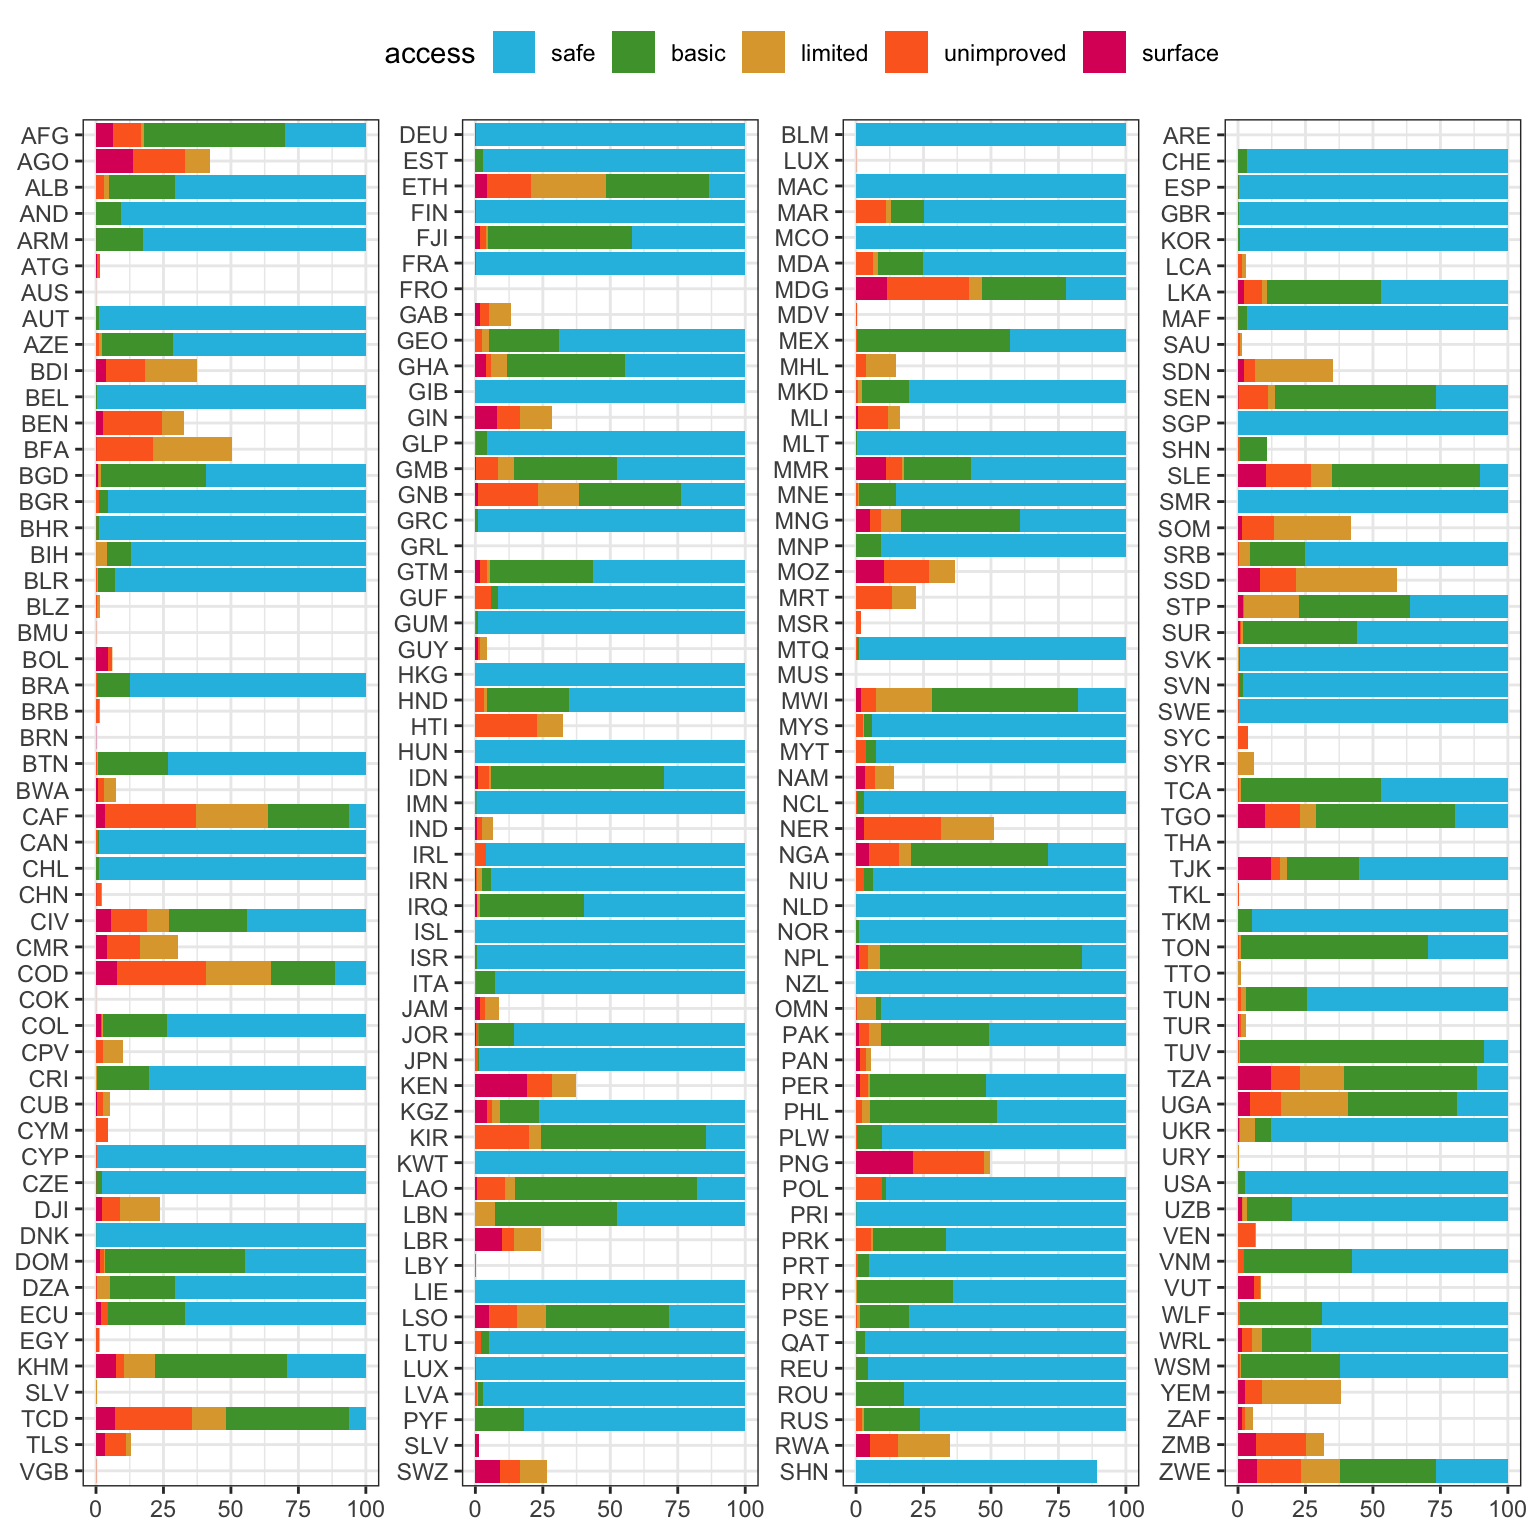 access safe basic limited unimproved surface
AFG
AGO
ALB
AND
ARM
ATG
AUS
AUT
AZE
BDI
BEL
BEN
BFA
BGD
BGR
BHR
BIH
BLR
BLZ
BMU
BOL
BRA
BRB
BRN
BTN
BWA
CAF
CAN
CHL
CHN
CIV
CMR
COD
COK
COL
CPV
CRI
CUB
CYM
CYP
CZE
DJI
DNK
DOM
DZA
ECU
EGY
KHM
SLV
TCD
TLS
VGB
0 25 50 75 100
DEU
EST
ETH
FIN
FJI
FRA
FRO
GAB
GEO
GHA
GIB
GIN
GLP
GMB
GNB
GRC
GRL
GTM
GUF
GUM
GUY
HKG
HND
HTI
HUN
IDN
IMN
IND
IRL
IRN
IRQ
ISL
ISR
ITA
JAM
JOR
JPN
KEN
KGZ
KIR
KWT
LAO
LBN
LBR
LBY
LIE
LSO
LTU
LUX
LVA
PYF
SLV
SWZ
0 25 50 75 100
BLM
LUX
MAC
MAR
MCO
MDA
MDG
MDV
MEX
MHL
MKD
MLI
MLT
MMR
MNE
MNG
MNP
MOZ
MRT
MSR
MTQ
MUS
MWI
MYS
MYT
NAM
NCL
NER
NGA
NIU
NLD
NOR
NPL
NZL
OMN
PAK
PAN
PER
PHL
PLW
PNG
POL
PRI
PRK
PRT
PRY
PSE
QAT
REU
ROU
RUS
RWA
SHN
0 25 50 75 100
ARE
CHE
ESP
GBR
KOR
LCA
LKA
MAF
SAU
SDN
SEN
SGP
SHN
SLE
SMR
SOM
SRB
SSD
STP
SUR
SVK
SVN
SWE
SYC
SYR
TCA
TGO
THA
TJK
TKL
TKM
TON
TTO
TUN
TUR
TUV
TZA
UGA
UKR
URY
USA
UZB
VEN
VNM
VUT
WLF
WRL
WSM
YEM
ZAF
ZMB
ZWE
0 25 50 75 100